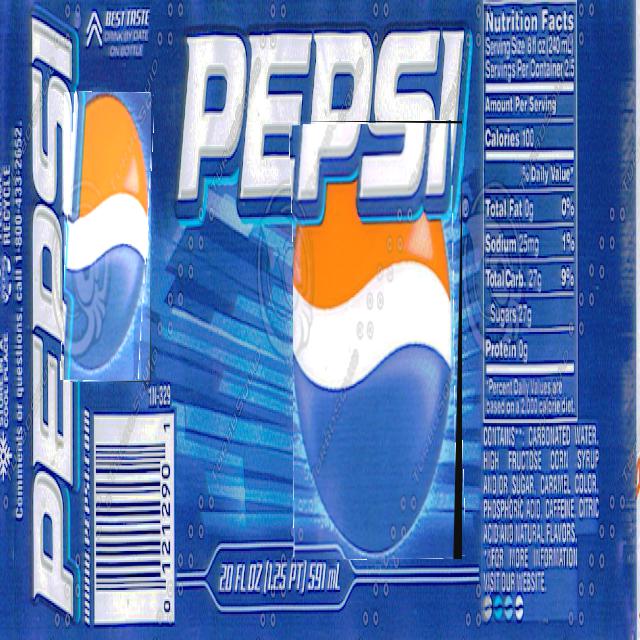 BEST TASTE
DRINK BY DATE
ON BOTTLE
PEPSI
PEPSI
20 FL OZ (1.25 PT) 591 mL
Comments or questions, call 1-800-433-2652.
RECYCLE
0 1212901 1
Nutrition Facts
Serving Size 8 fl oz (240 mL)
Servings Per Container 2.5
Amount Per Serving
Calories 100
% Daily Value*
Total Fat 0g 0%
Sodium 25mg 1%
Total Carb. 27g 9%
Sugars 27g
Protein 0g
*Percent Daily Values are
based on a 2,000 calorie diet.
CONTAINS: CARBONATED WATER,
HIGH FRUCTOSE CORN SYRUP
AND/OR SUGAR, CARAMEL COLOR,
PHOSPHORIC ACID, CAFFEINE, CITRIC
ACID AND NATURAL FLAVORS.
FOR MORE INFORMATION
VISIT OUR WEBSITE